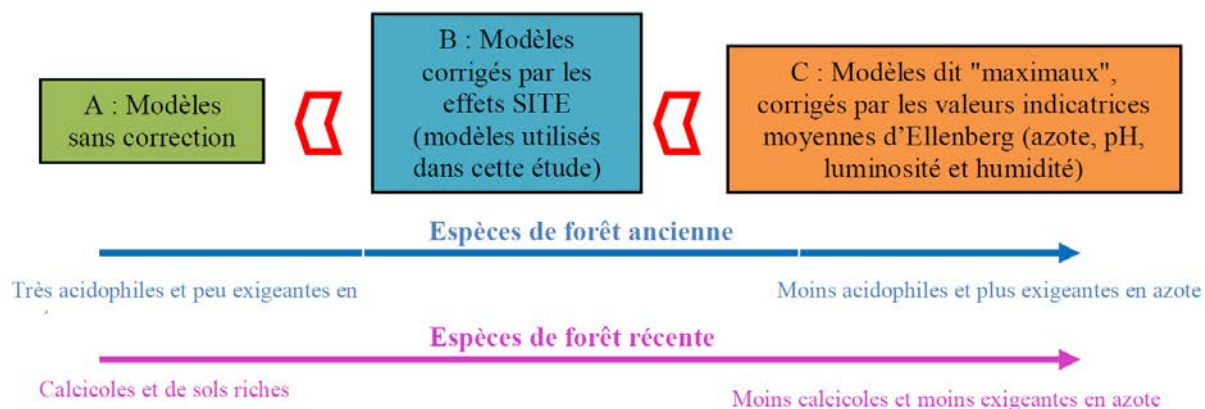 A : Modèles
sans correction
B : Modèles
corrigés par les
effets SITE
(modèles utilisés
dans cette étude)
C : Modèles dit "maximaux",
corrigés par les valeurs indicatrices
moyennes d’Ellenberg (azote, pH,
luminosité et humidité)
Espèces de forêt ancienne
Très acidophiles et peu exigeantes en
Moins acidophiles et plus exigeantes en azote
Espèces de forêt récente
Calcicoles et de sols riches
Moins calcicoles et moins exigeantes en azote